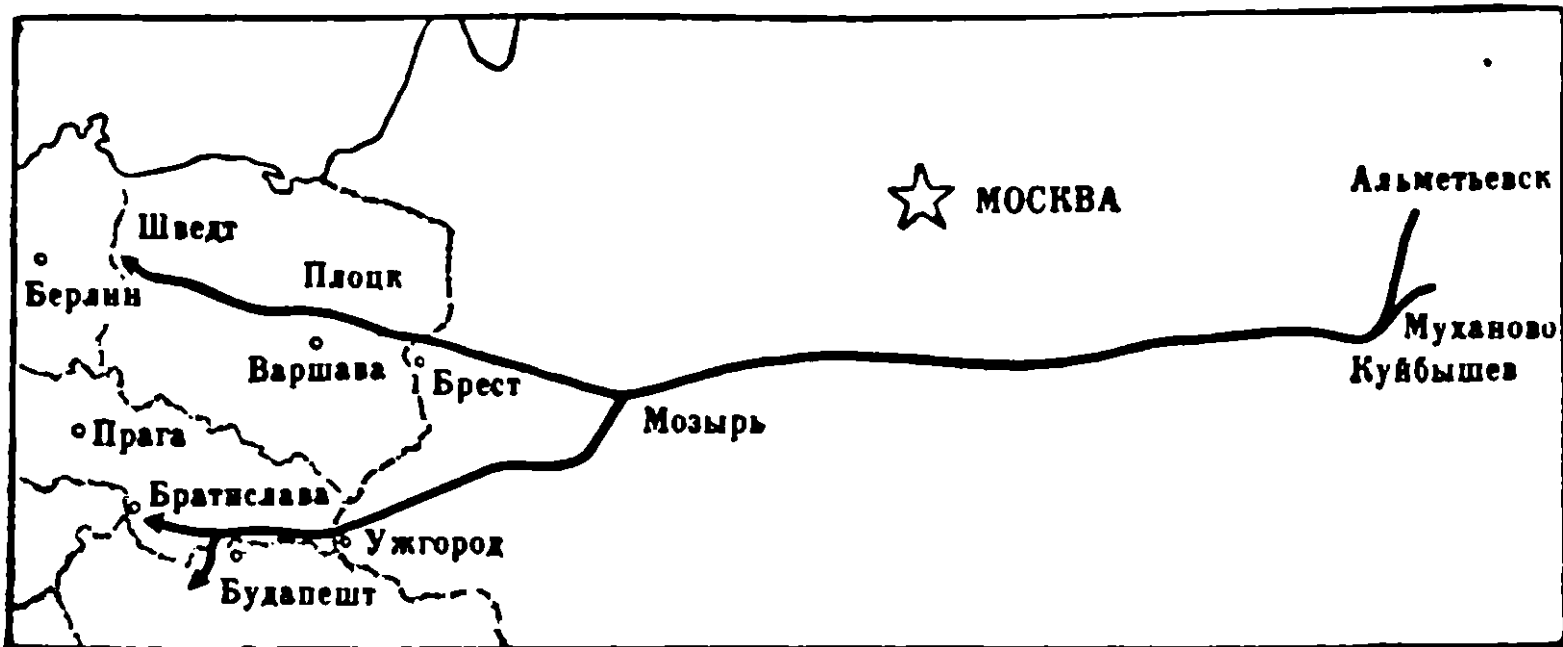 Альметьевск
МОСКВА
Шведт
Плоцк
Берлин
Муханово
Варшава
Брест
Куйбышев
Мозырь
Прага
Братислава
Ужгород
Будапешт